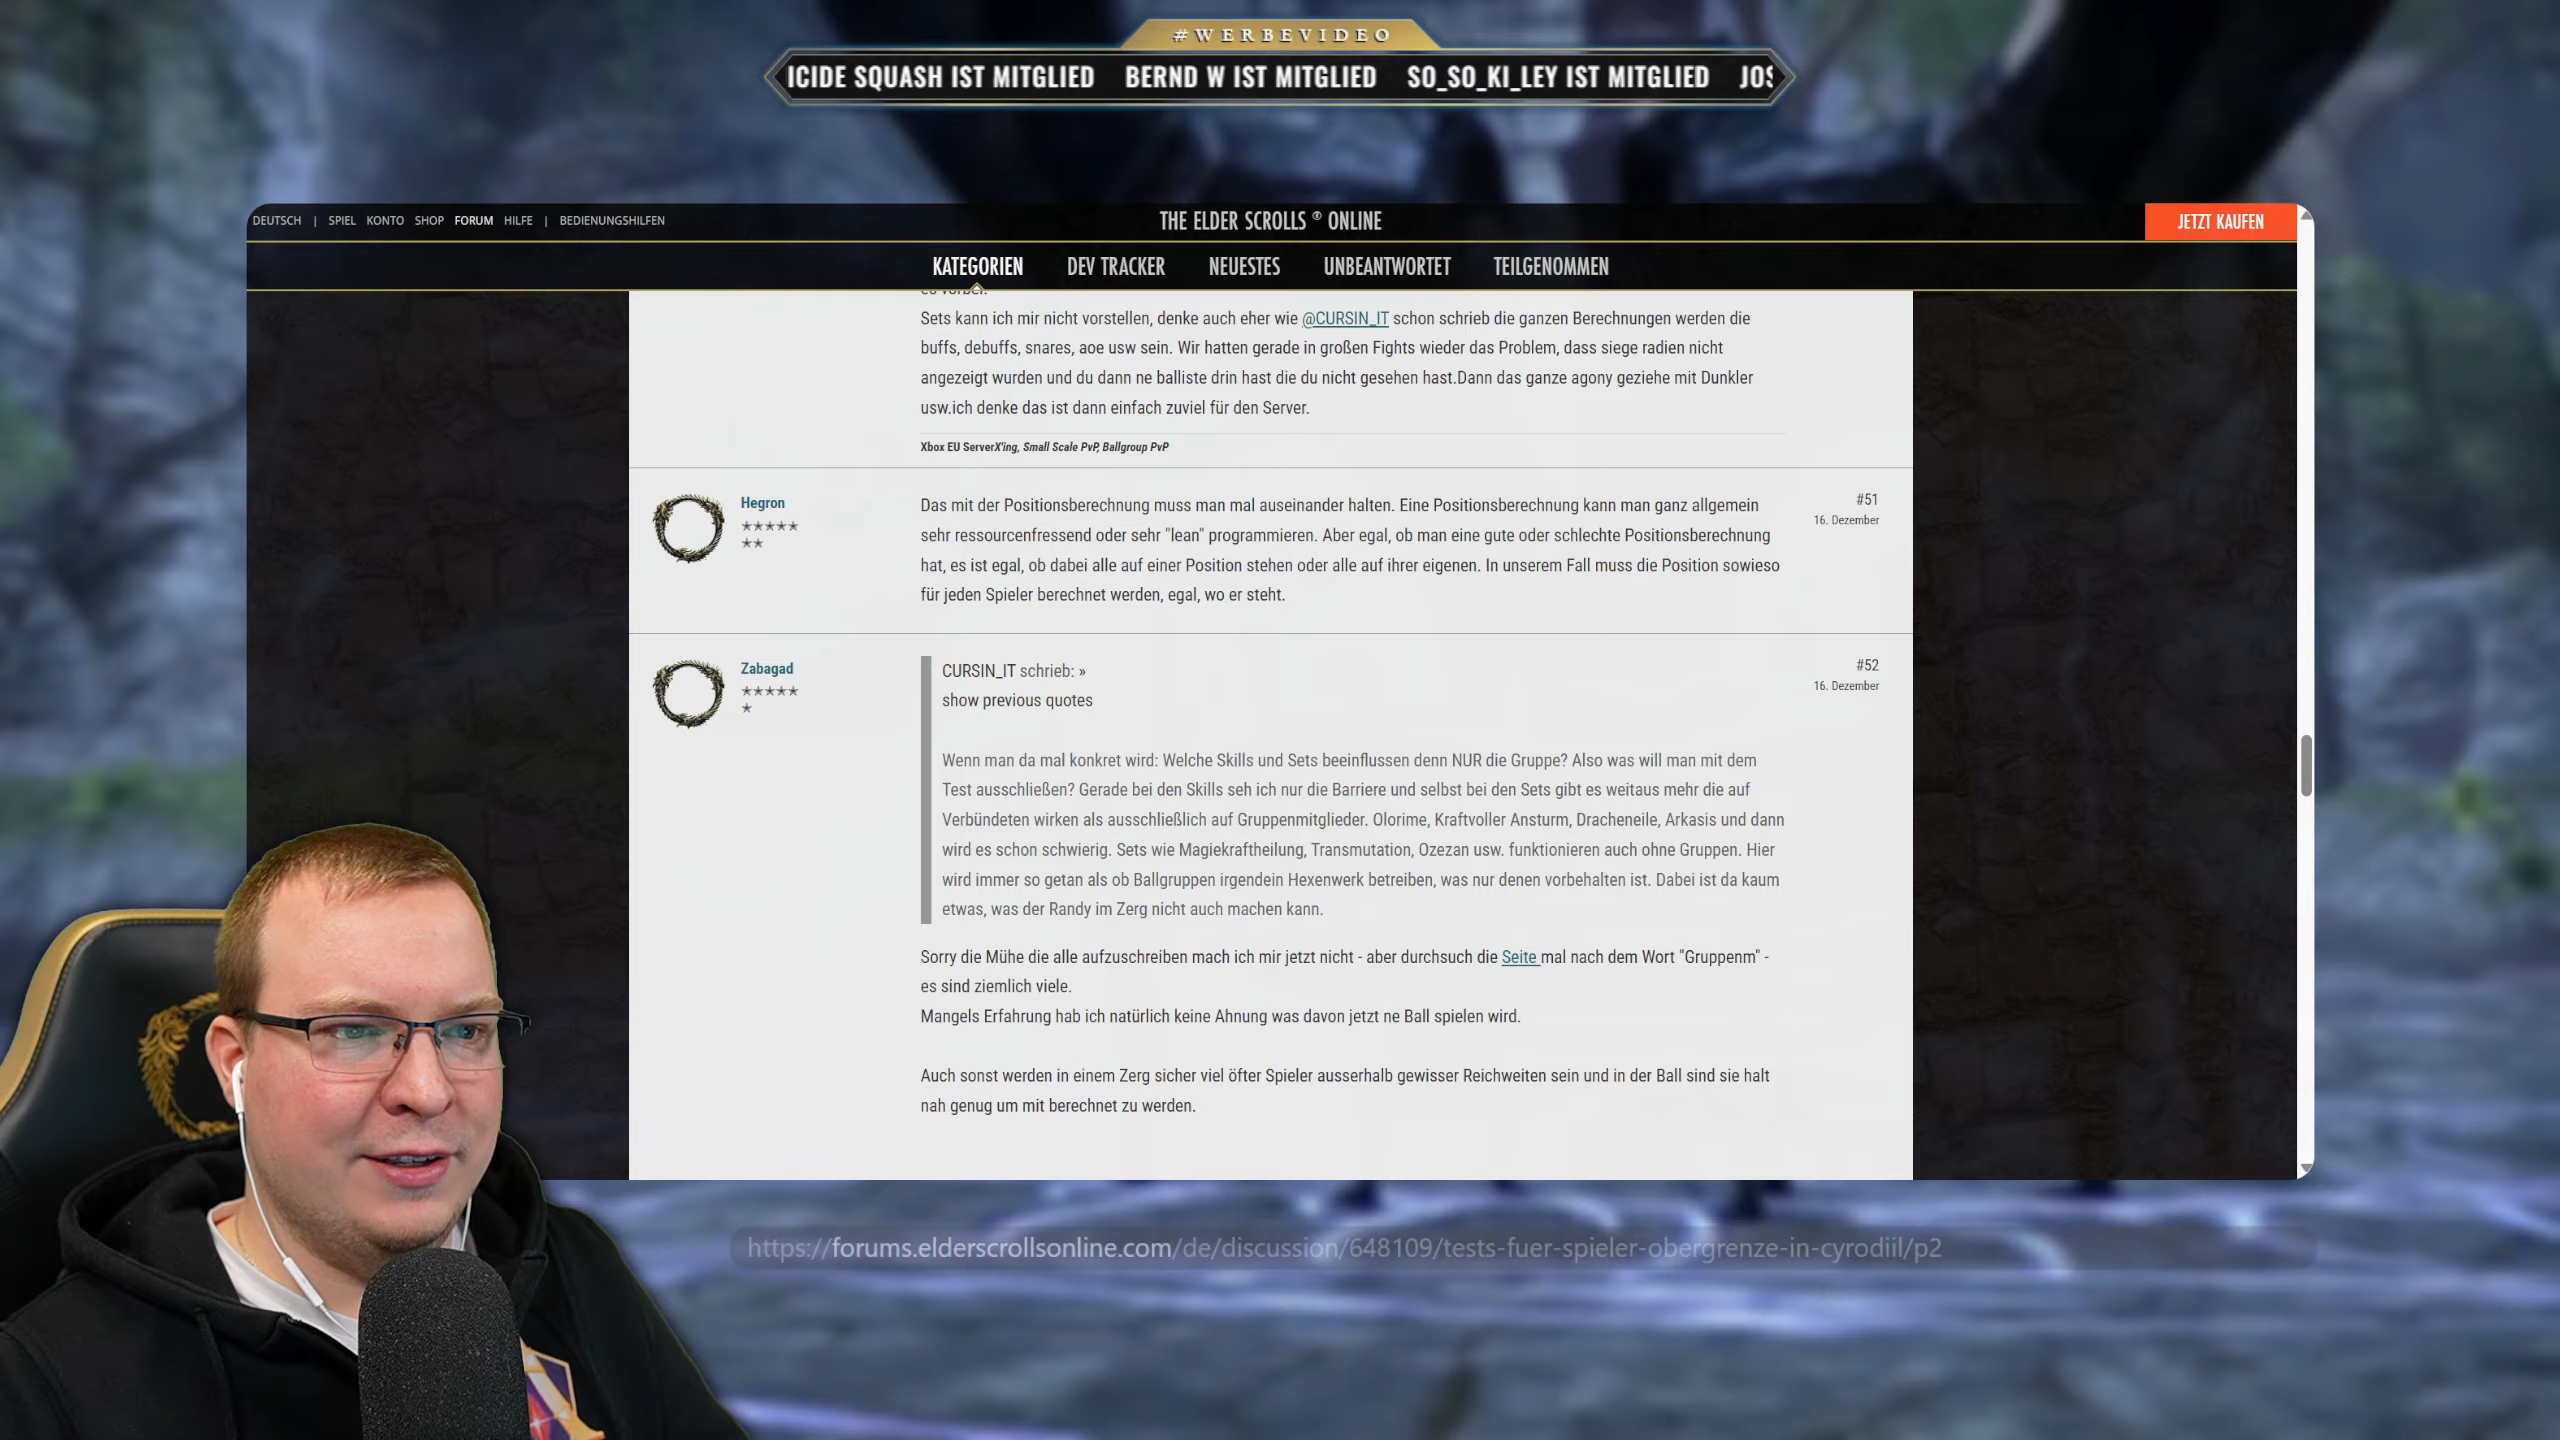 #WERBEVIDEO
ICIDE SQUASH IST MITGLIED BERND W IST MITGLIED SO_SO_KI_LEY IST MITGLIED
DEUTSCH | SPIEL KONTO SHOP FORUM HILFE | BEDIENUNGSHILFEN
THE ELDER SCROLLS ® ONLINE
JETZT KAUFEN
KATEGORIEN DEV TRACKER NEUESTES UNBEANTWORTET TEILGENOMMEN
Sets kann ich mir nicht vorstellen, denke auch eher wie @CURSIN_IT schon schrieb die ganzen Berechnungen werden die
buffs, debuffs, snares, aoe usw sein. Wir hatten gerade in großen Fights wieder das Problem, dass siege radien nicht
angezeigt wurden und du dann ne balliste drin hast die du nicht gesehen hast.Dann das ganze agony geziehe mit Dunkler
usw.ich denke das ist dann einfach zuviel für den Server.
Xbox EU ServerX'ing, Small Scale PvP, Ballgroup PvP
Hegron
#51
16. Dezember
Das mit der Positionsberechnung muss man mal auseinander halten. Eine Positionsberechnung kann man ganz allgemein
sehr ressourcenfressend oder sehr "lean" programmieren. Aber egal, ob man eine gute oder schlechte Positionsberechnung
hat, es ist egal, ob dabei alle auf einer Position stehen oder alle auf ihrer eigenen. In unserem Fall muss die Position sowieso
für jeden Spieler berechnet werden, egal, wo er steht.
Zabagad
#52
16. Dezember
CURSIN_IT schrieb: »
show previous quotes
Wenn man da mal konkret wird: Welche Skills und Sets beeinflussen denn NUR die Gruppe? Also was will man mit dem
Test ausschließen? Gerade bei den Skills seh ich nur die Barriere und selbst bei den Sets gibt es weitaus mehr die auf
Verbündeten wirken als ausschließlich auf Gruppenmitglieder. Olorime, Kraftvoller Ansturm, Dracheneile, Arkasis und dann
wird es schon schwierig. Sets wie Magiekraftheilung, Transmutation, Ozezan usw. funktionieren auch ohne Gruppen. Hier
wird immer so getan als ob Ballgruppen irgendein Hexenwerk betreiben, was nur denen vorbehalten ist. Dabei ist da kaum
etwas, was der Randy im Zerg nicht auch machen kann.
Sorry die Mühe die alle aufzuschreiben mach ich mir jetzt nicht - aber durchsuch die Seite mal nach dem Wort "Gruppenm" -
es sind ziemlich viele.
Mangels Erfahrung hab ich natürlich keine Ahnung was davon jetzt ne Ball spielen wird.
Auch sonst werden in einem Zerg sicher viel öfter Spieler ausserhalb gewisser Reichweiten sein und in der Ball sind sie halt
nah genug um mit berechnet zu werden.
https://forums.elderscrollsonline.com/de/discussion/648109/tests-fuer-spieler-obergrenze-in-cyrodiil/p2